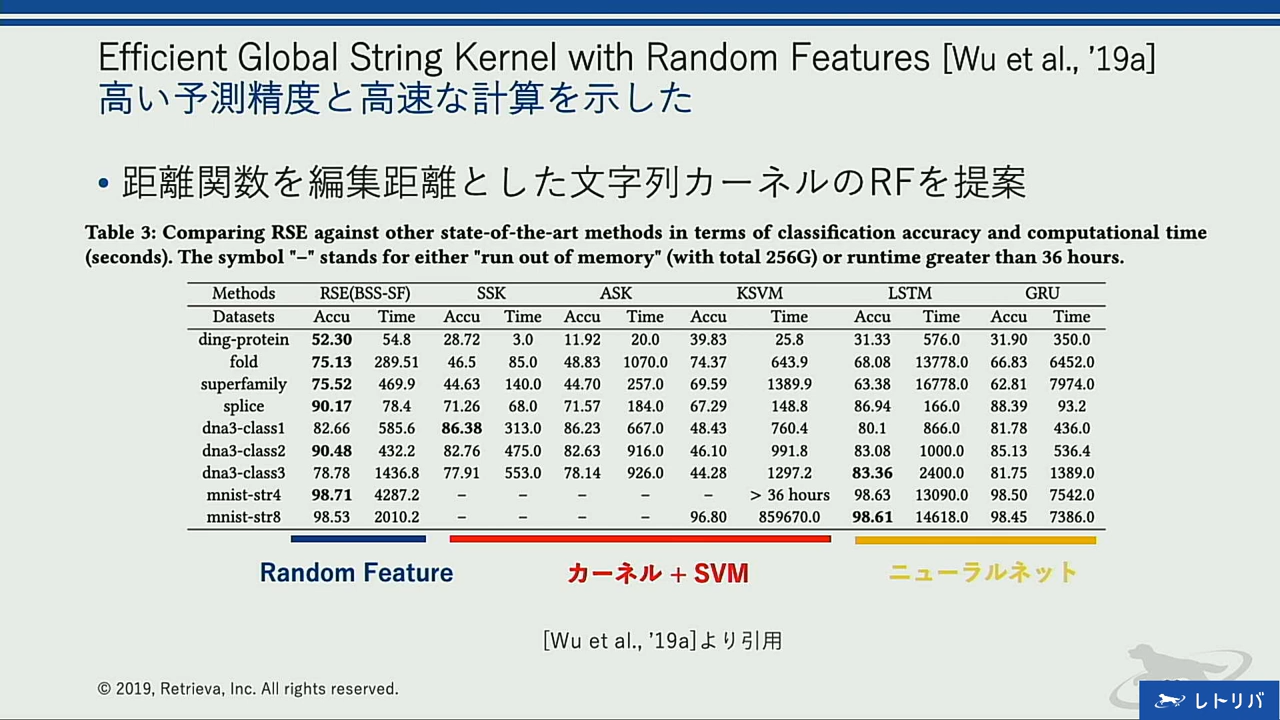 Efficient Global String Kernel with Random Features [Wu et al., ’19a]
高い予測精度と高速な計算を示した
• 距離関数を編集距離とした文字列カーネルのRFを提案
Table 3: Comparing RSE against other state-of-the-art methods in terms of classification accuracy and computational time
(seconds). The symbol "–" stands for either "run out of memory" (with total 256G) or runtime greater than 36 hours.
Methods RSE(BSS-SF) SSK ASK KSVM LSTM GRU
Datasets Accu Time Accu Time Accu Time Accu Time Accu Time Accu Time
ding-protein 52.30 54.8 28.72 3.0 11.92 20.0 39.83 25.8 31.33 576.0 31.90 350.0
fold 75.13 289.51 46.5 85.0 48.83 1070.0 74.37 643.9 68.08 13778.0 66.83 6452.0
superfamily 75.52 469.9 44.63 140.0 44.70 257.0 69.59 1389.9 63.38 16778.0 62.81 7974.0
splice 90.17 78.4 71.26 68.0 71.57 184.0 67.29 148.8 86.94 166.0 88.39 93.2
dna3-class1 82.66 585.6 86.38 313.0 86.23 667.0 48.43 760.4 80.1 866.0 81.78 436.0
dna3-class2 90.48 432.2 82.76 475.0 82.63 916.0 46.10 991.8 83.08 1000.0 85.13 536.4
dna3-class3 78.78 1436.8 77.91 553.0 78.14 926.0 44.28 1297.2 83.36 2400.0 81.75 1389.0
mnist-str4 98.71 4287.2 – – – – – > 36 hours 98.63 13090.0 98.50 7542.0
mnist-str8 98.53 2010.2 – – – – 96.80 859670.0 98.61 14618.0 98.45 7386.0
Random Feature カーネル + SVM ニューラルネット
[Wu et al., ’19a]より引用
© 2019, Retrieva, Inc. All rights reserved.
レトリバ